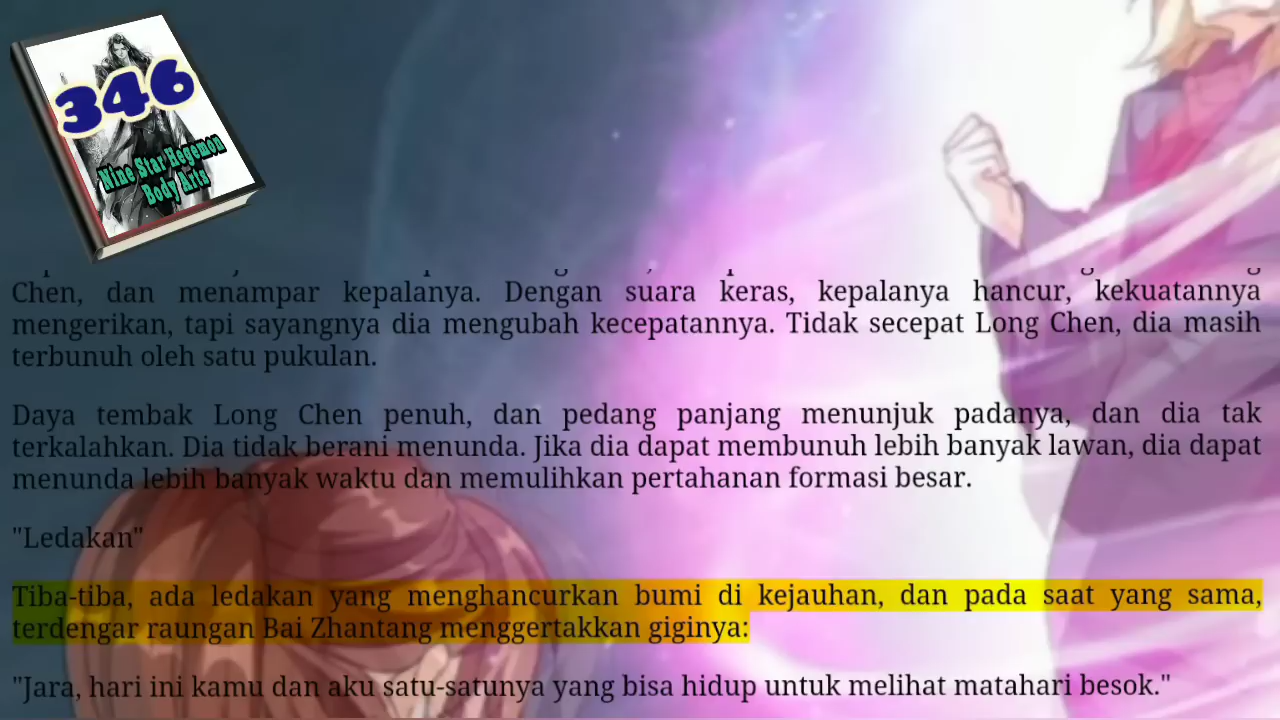 346
Nine Star Hegemon
Body Arts
Chen, dan menampar kepalanya. Dengan suara keras, kepalanya hancur, kekuatannya
mengerikan, tapi sayangnya dia mengubah kecepatannya. Tidak secepat Long Chen, dia masih
terbunuh oleh satu pukulan.
Daya tembak Long Chen penuh, dan pedang panjang menunjuk padanya, dan dia tak
terkalahkan. Dia tidak berani menunda. Jika dia dapat membunuh lebih banyak lawan, dia dapat
menunda lebih banyak waktu dan memulihkan pertahanan formasi besar.
"Ledakan"
Tiba-tiba, ada ledakan yang menghancurkan bumi di kejauhan, dan pada saat yang sama,
terdengar raungan Bai Zhantang menggertakkan giginya:
"Jara, hari ini kamu dan aku satu-satunya yang bisa hidup untuk melihat matahari besok."